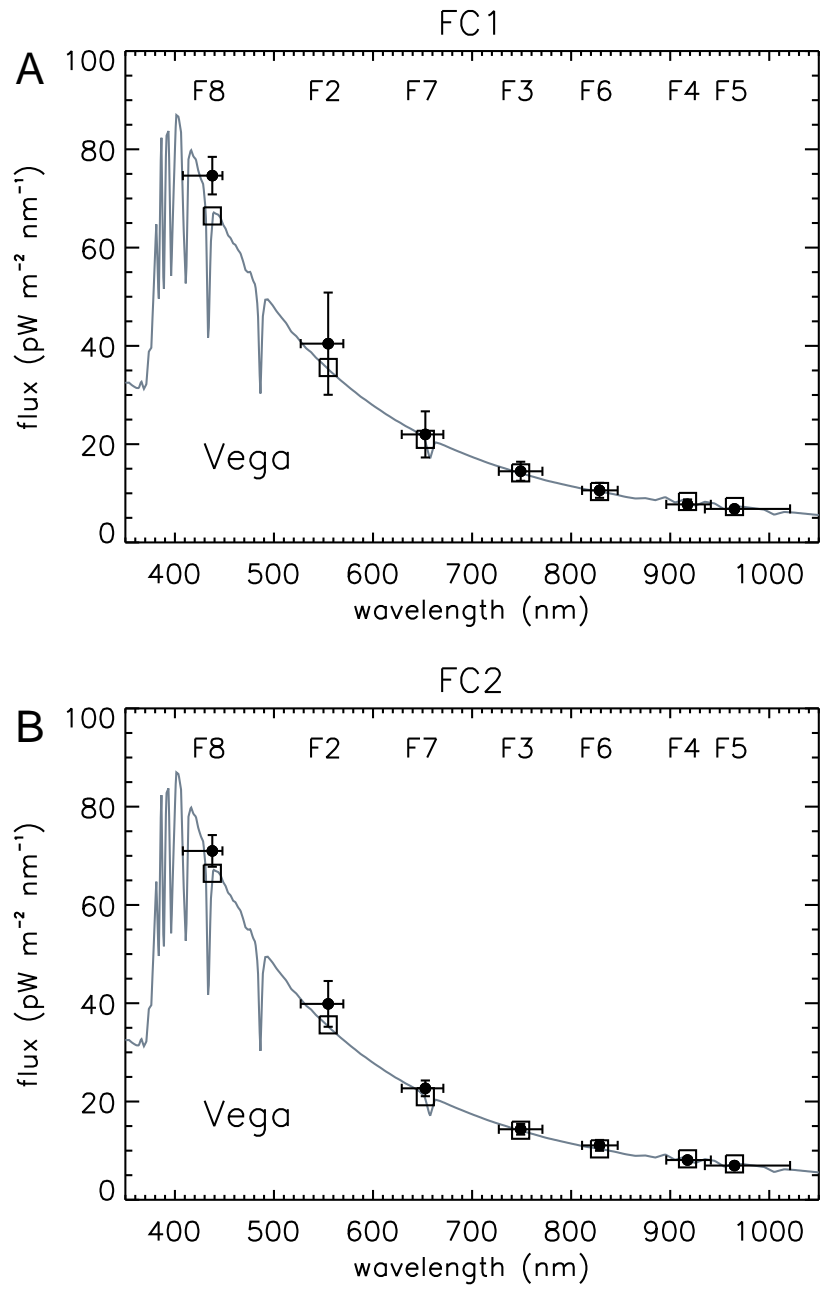 FC1
A
F8 F2 F7 F3 F6 F4 F5
100
80
60
40
20
0
flux (pW m⁻² nm⁻¹)
Vega
400 500 600 700 800 900 1000
wavelength (nm)
FC2
B
F8 F2 F7 F3 F6 F4 F5
100
80
60
40
20
0
flux (pW m⁻² nm⁻¹)
Vega
400 500 600 700 800 900 1000
wavelength (nm)